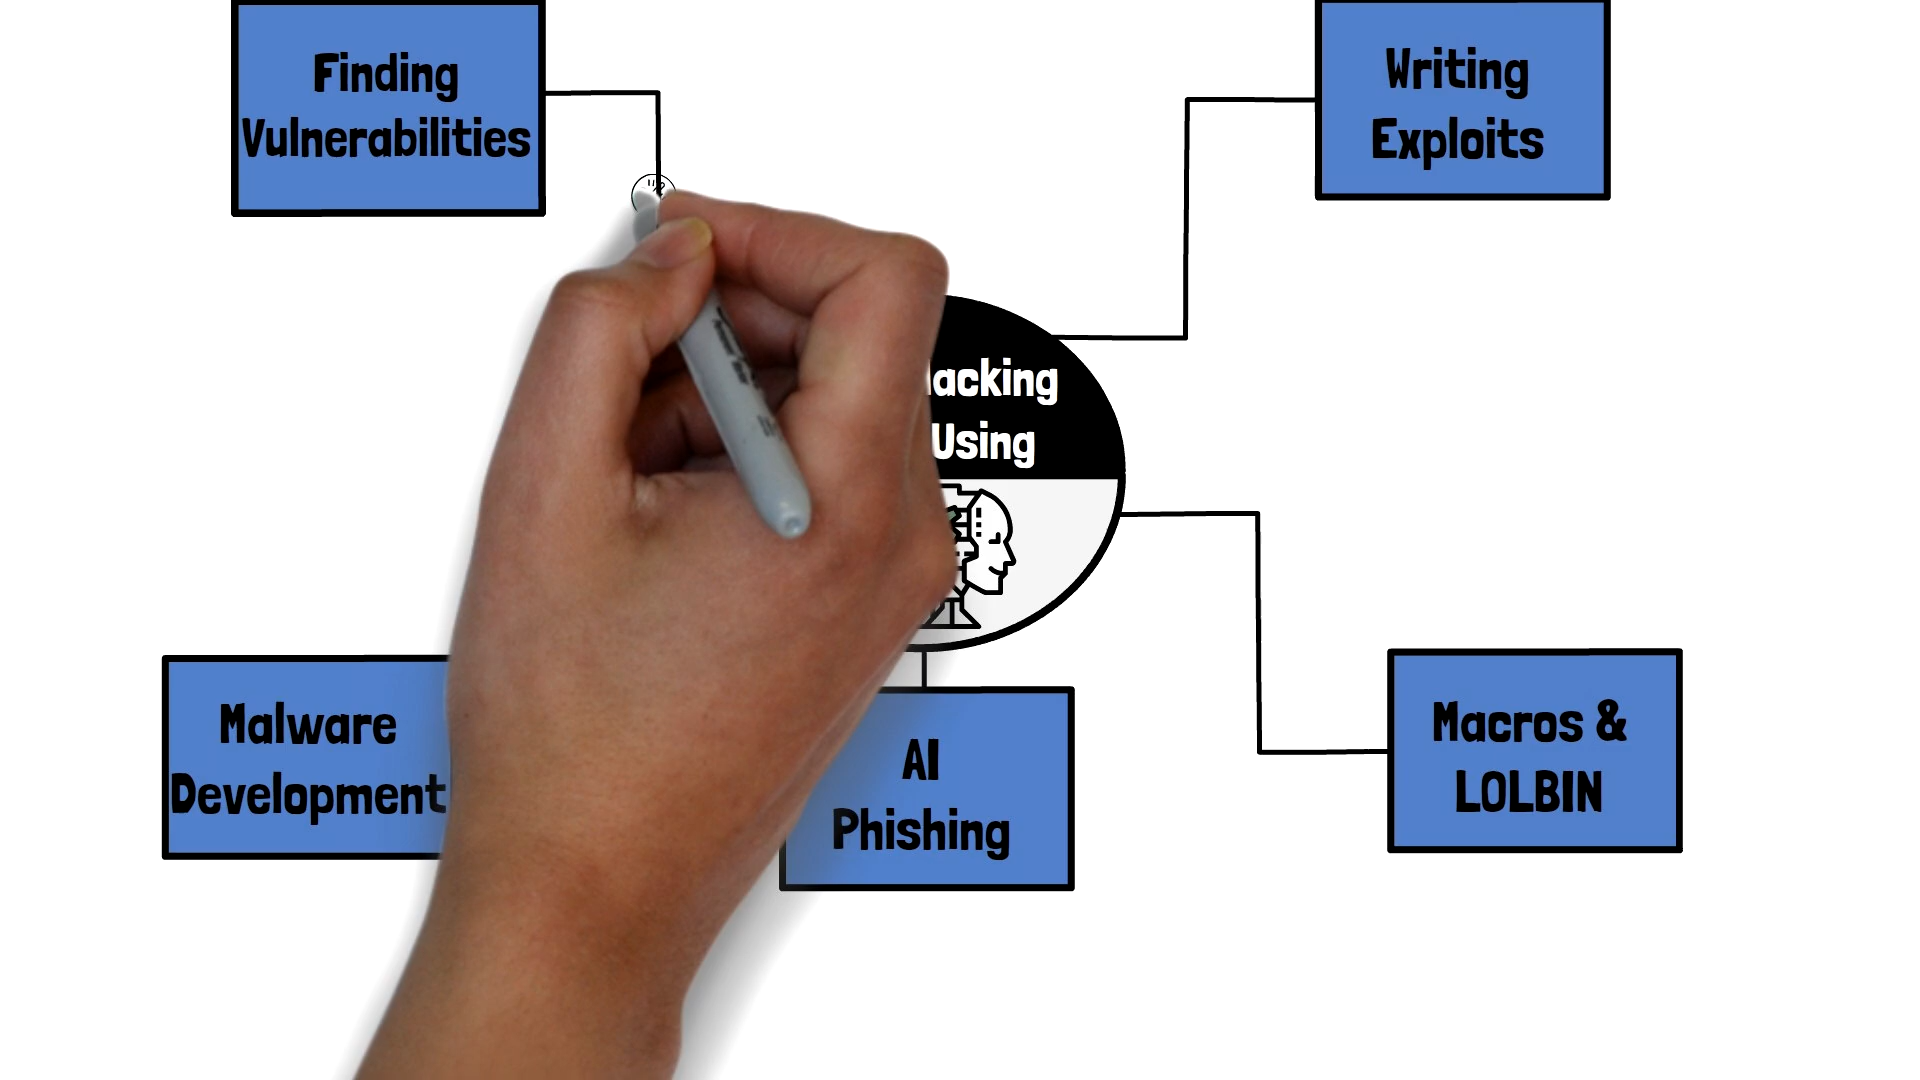 Finding
Vulnerabilities
Writing
Exploits
acking
Using
Malware
Development
AI
Phishing
Macros &
LOLBIN